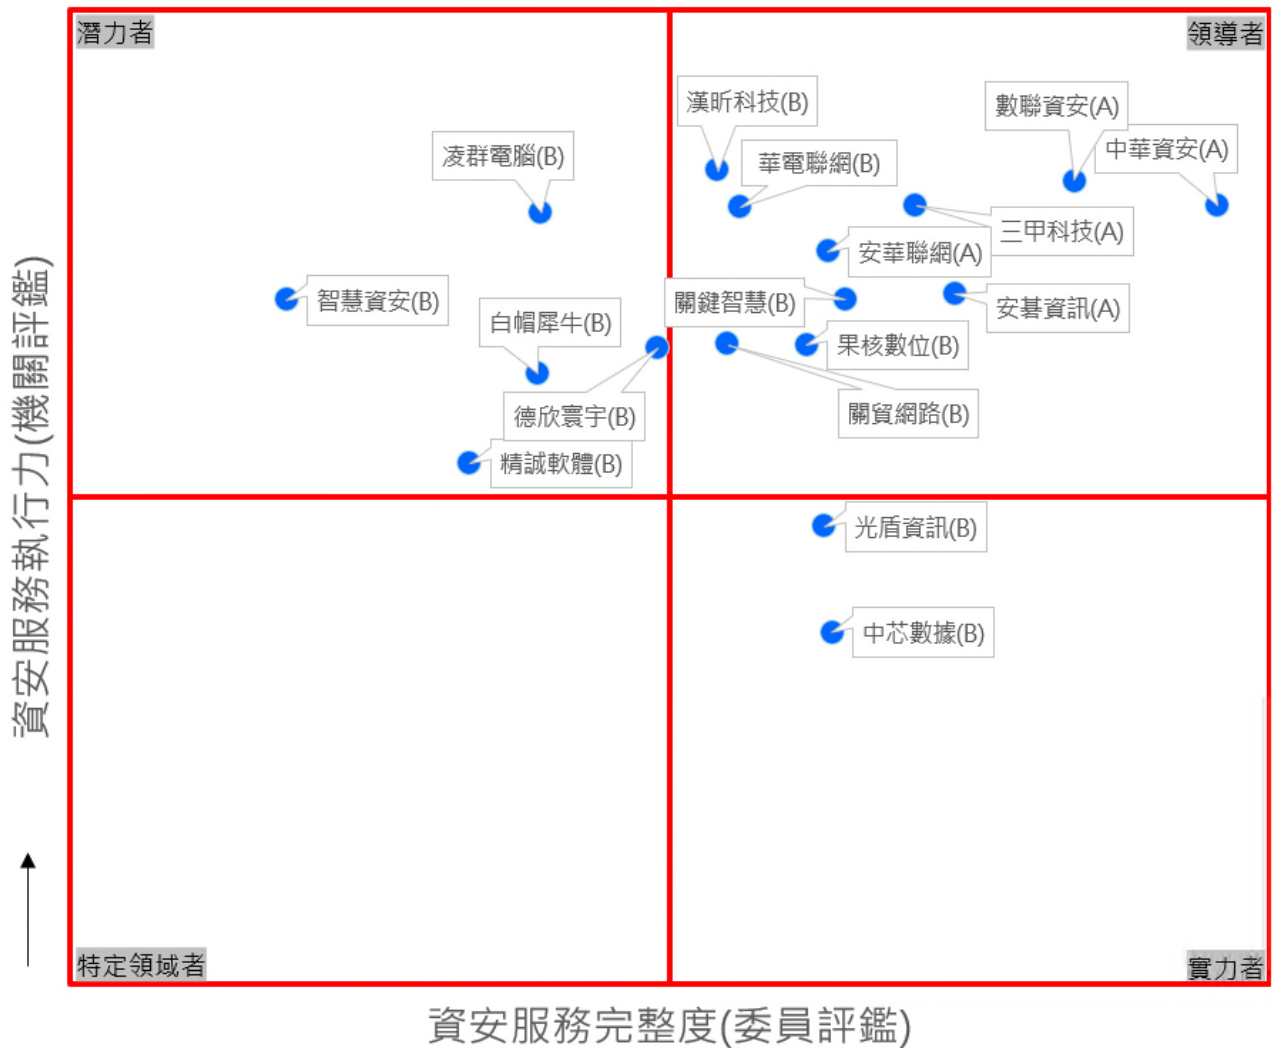 潛力者
領導者
漢昕科技(B)
數聯資安(A)
中華資安(A)
凌群電腦(B)
華電聯網(B)
三甲科技(A)
安華聯網(A)
智慧資安(B)
關鍵智慧(B)
安碁資訊(A)
白帽犀牛(B)
果核數位(B)
德欣寰宇(B)
關貿網路(B)
精誠軟體(B)
光盾資訊(B)
中芯數據(B)
資安服務執行力(機關評鑑)
特定領域者
實力者
資安服務完整度(委員評鑑)